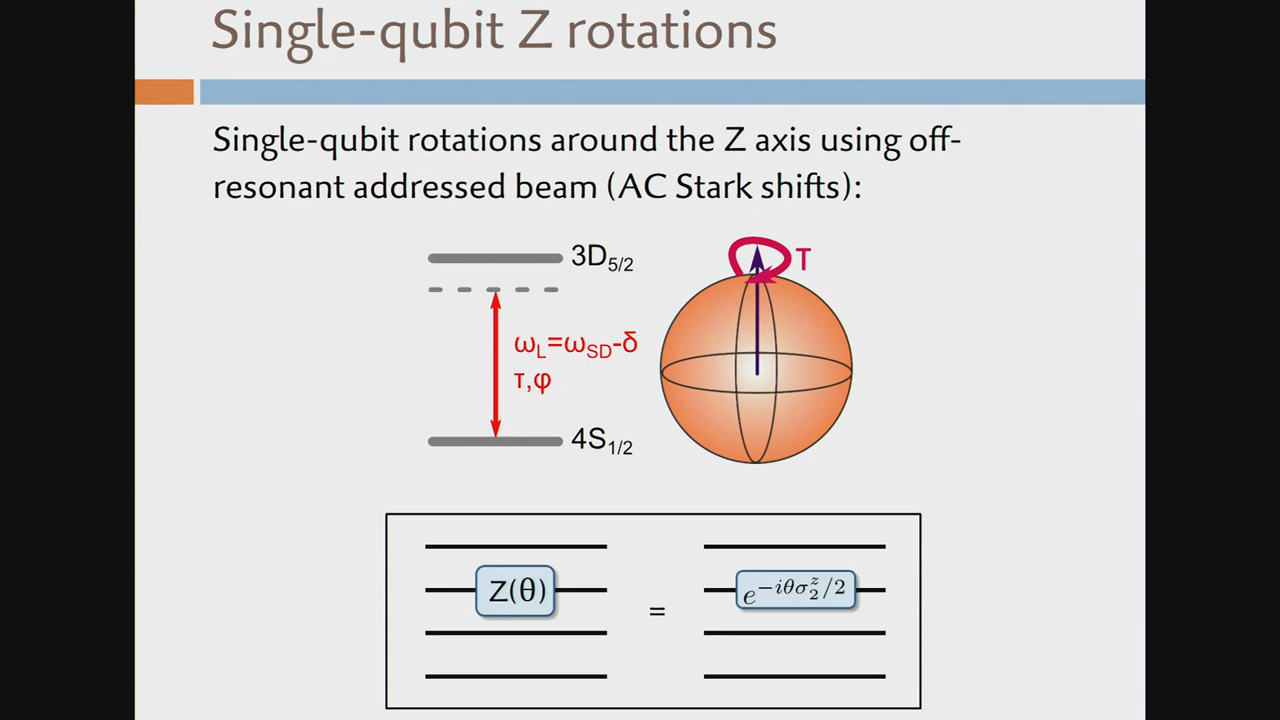 Single-qubit Z rotations
Single-qubit rotations around the Z axis using off-
resonant addressed beam (AC Stark shifts):
3D5/2
τ
ωL=ωSD-δ
τ,φ
4S1/2
Z(θ)
=
e^{-iθσ_2^z/2}